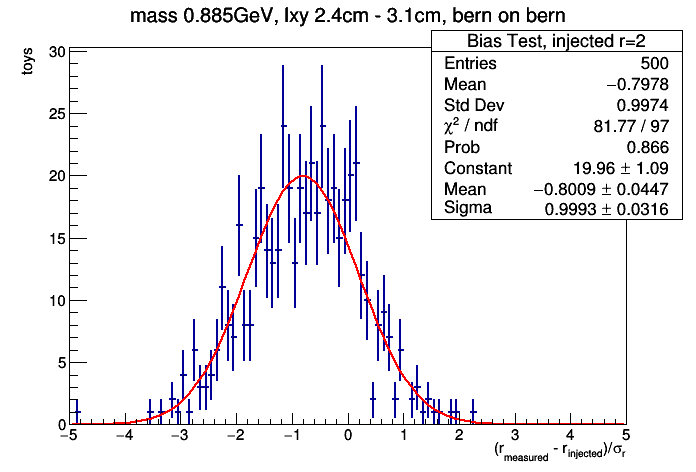 mass 0.885GeV, lxy 2.4cm - 3.1cm, bern on bern
Bias Test, injected r=2
Entries 500
Mean −0.7978
Std Dev 0.9974
χ² / ndf 81.77 / 97
Prob 0.866
Constant 19.96 ± 1.09
Mean −0.8009 ± 0.0447
Sigma 0.9993 ± 0.0316
toys
30
25
20
15
10
5
0
−5 −4 −3 −2 −1 0 1 2 3 4 5
(r_measured - r_injected)/σ_r